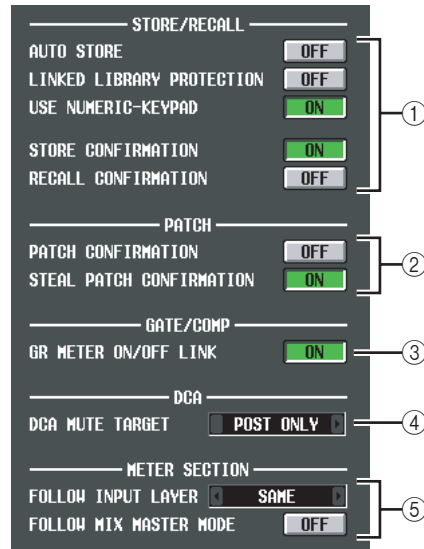 STORE/RECALL
AUTO STORE OFF
LINKED LIBRARY PROTECTION OFF
USE NUMERIC-KEYPAD ON
①
STORE CONFIRMATION ON
RECALL CONFIRMATION OFF
PATCH
PATCH CONFIRMATION OFF
②
STEAL PATCH CONFIRMATION ON
GATE/COMP
GR METER ON/OFF LINK ON ③
DCA
DCA MUTE TARGET POST ONLY ④
METER SECTION
FOLLOW INPUT LAYER SAME
⑤
FOLLOW MIX MASTER MODE OFF